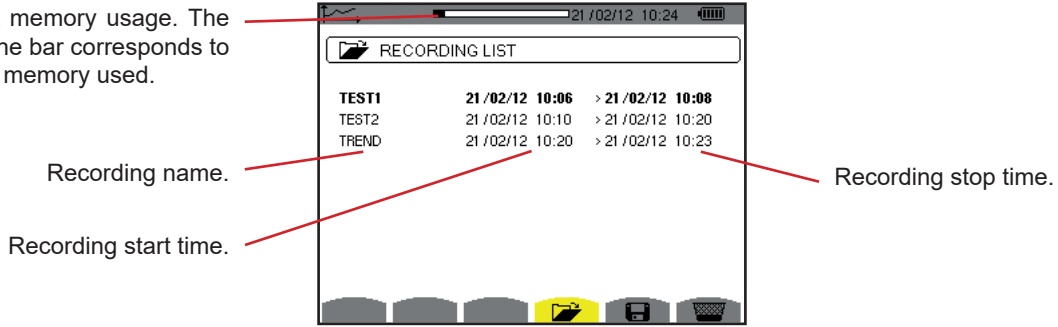 memory usage. The
ne bar corresponds to
memory used.
21/02/12 10:24
RECORDING LIST
TEST1 21/02/12 10:06 > 21/02/12 10:08
TEST2 21/02/12 10:10 > 21/02/12 10:20
TREND 21/02/12 10:20 > 21/02/12 10:23
Recording name.
Recording stop time.
Recording start time.